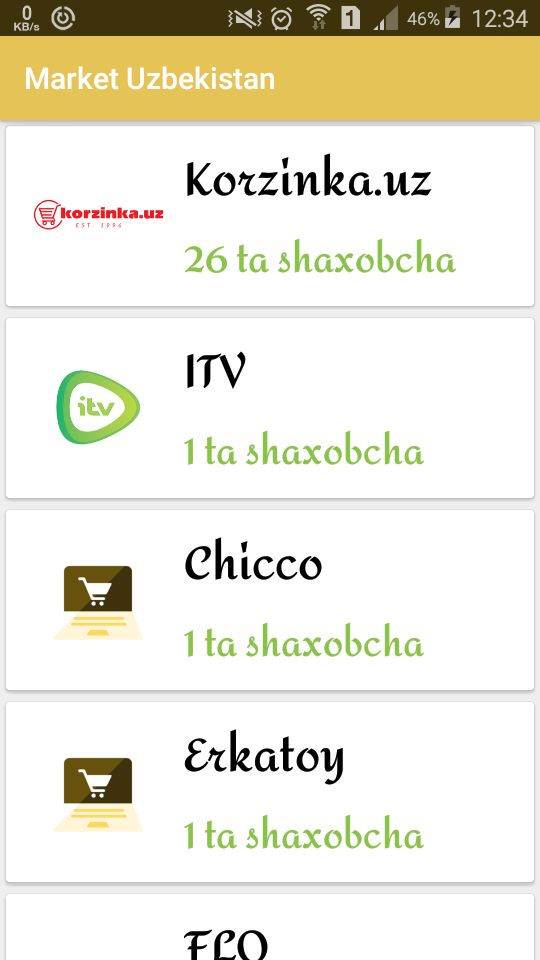 0
KB/s
1
46%
12:34
Market Uzbekistan
Korzinka.uz
korzinka.uz
EST. 1996
26 ta shaxobcha
ITV
itv
1 ta shaxobcha
Chicco
1 ta shaxobcha
Erkatoy
1 ta shaxobcha
FLO